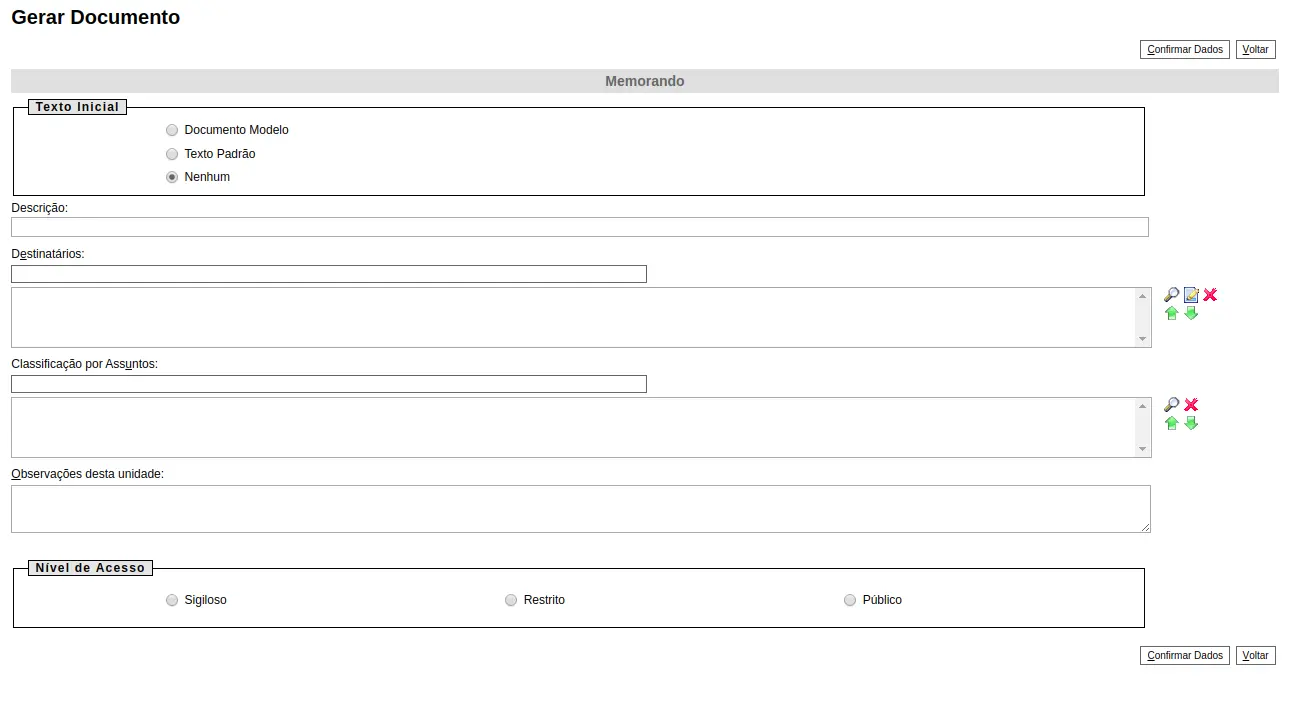 Gerar Documento
Confirmar Dados Voltar
Memorando
Texto Inicial
Documento Modelo
Texto Padrão
Nenhum
Descrição:
Destinatários:
Classificação por Assuntos:
Observações desta unidade:
Nível de Acesso
Sigiloso Restrito Público
Confirmar Dados Voltar